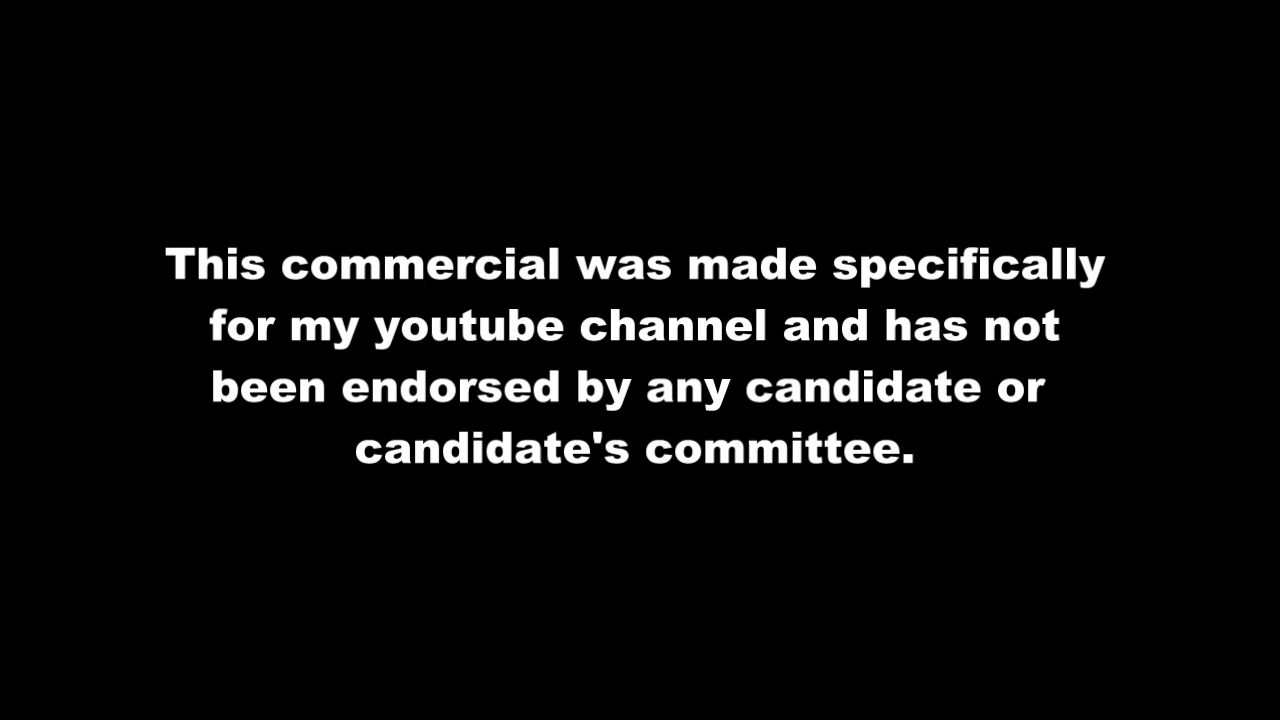 This commercial was made specifically
for my youtube channel and has not
been endorsed by any candidate or
candidate's committee.